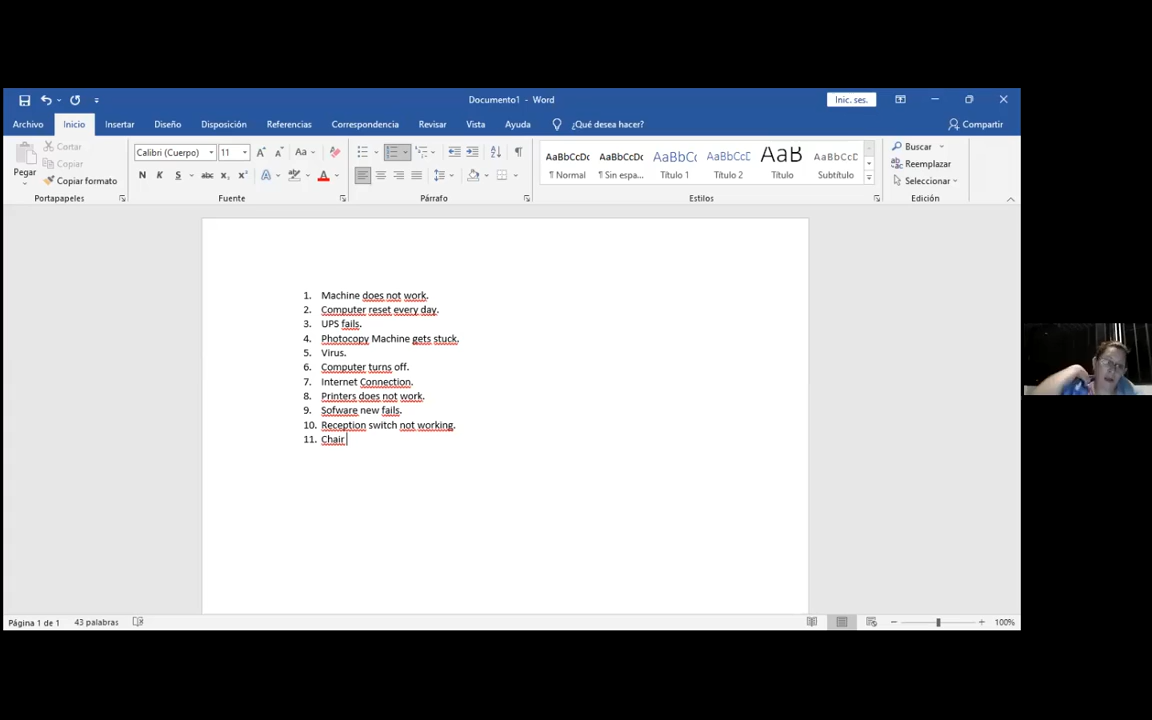 Documento1 - Word
Inic. ses.
Archivo Inicio Insertar Diseño Disposición Referencias Correspondencia Revisar Vista Ayuda ¿Qué desea hacer? Compartir
Pegar
Cortar
Copiar
Copiar formato
Portapapeles
Calibri (Cuerpo) 11
N K S abc x₂ x²
Fuente
Párrafo
AaBbCcDc AaBbCcDc AaBbCc AaBbCcD AaB AaBbCcD
¶ Normal ¶ Sin espa... Título 1 Título 2 Título Subtítulo
Estilos
Buscar
Reemplazar
Seleccionar
Edición
1. Machine does not work.
2. Computer reset every day.
3. UPS fails.
4. Photocopy Machine gets stuck.
5. Virus.
6. Computer turns off.
7. Internet Connection.
8. Printers does not work.
9. Sofware new fails.
10. Reception switch not working.
11. Chair
Página 1 de 1 43 palabras 100%